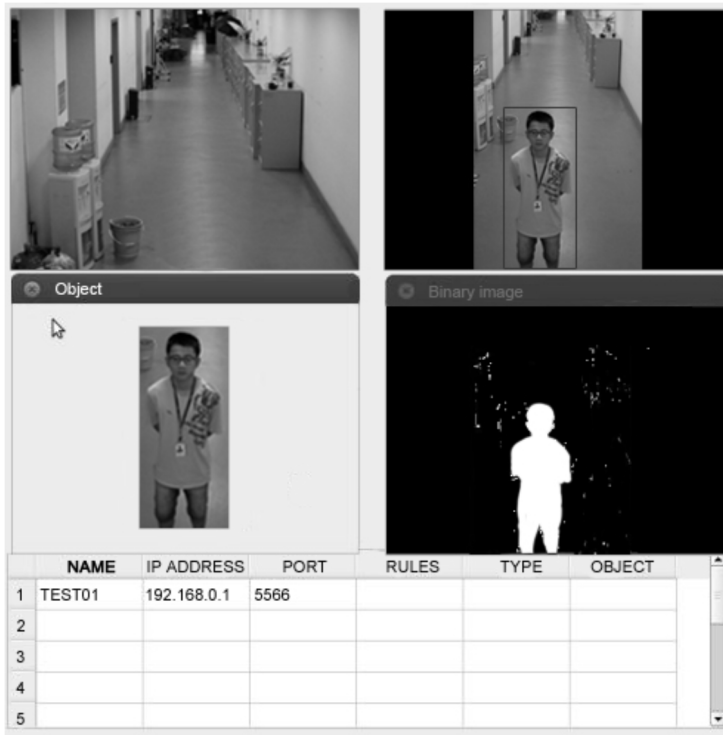 Object
Binary image
NAME IP ADDRESS PORT RULES TYPE OBJECT
1 TEST01 192.168.0.1 5566
2
3
4
5